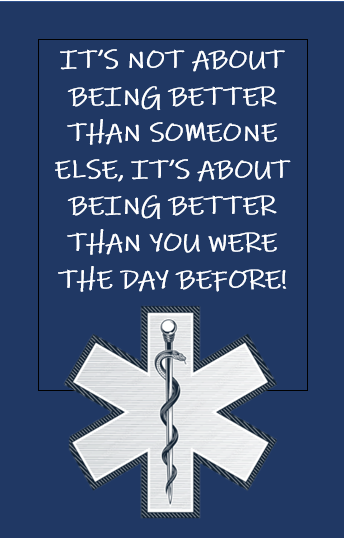 IT'S NOT ABOUT
BEING BETTER
THAN SOMEONE
ELSE, IT'S ABOUT
BEING BETTER
THAN YOU WERE
THE DAY BEFORE!